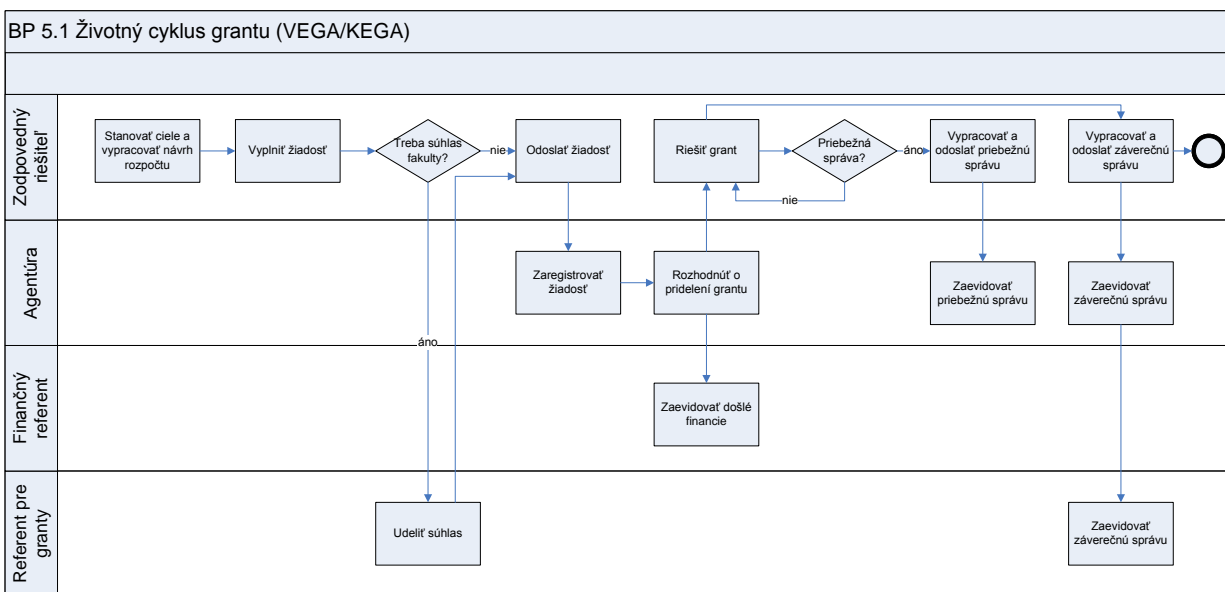 BP 5.1 Životný cyklus grantu (VEGA/KEGA)
Zodpovedný
riešiteľ
Stanovať ciele a
vypracovať návrh
rozpočtu
Vyplniť žiadosť
Treba súhlas
fakulty?
nie
Odoslať žiadosť
Riešiť grant
Priebežná
správa?
áno
nie
Vypracovať a
odoslať priebežnú
správu
Vypracovať a
odoslať záverečnú
správu
Agentúra
Zaregistrovať
žiadosť
Rozhodnúť o
pridelení grantu
Zaevidovať
priebežnú správu
Zaevidovať
záverečnú správu
áno
Finančný
referent
Zaevidovať došlé
financie
Referent pre
granty
Udeliť súhlas
Zaevidovať
záverečnú správu